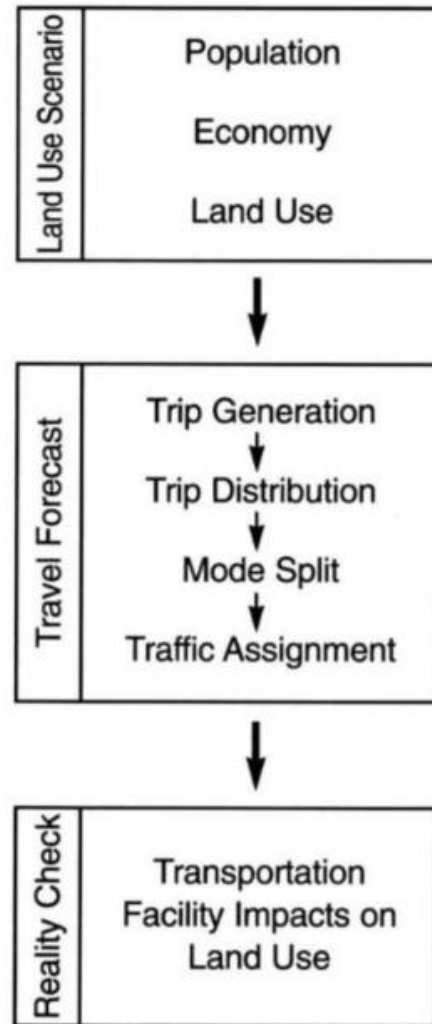 Land Use Scenario
Population
Economy
Land Use
Travel Forecast
Trip Generation
Trip Distribution
Mode Split
Traffic Assignment
Reality Check
Transportation
Facility Impacts on
Land Use